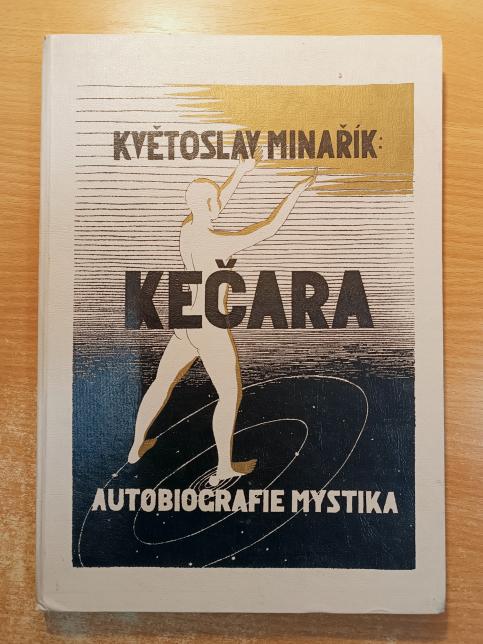 KVĚTOSLAV MINAŘÍK:
KEČARA
AUTOBIOGRAFIE MYSTIKA